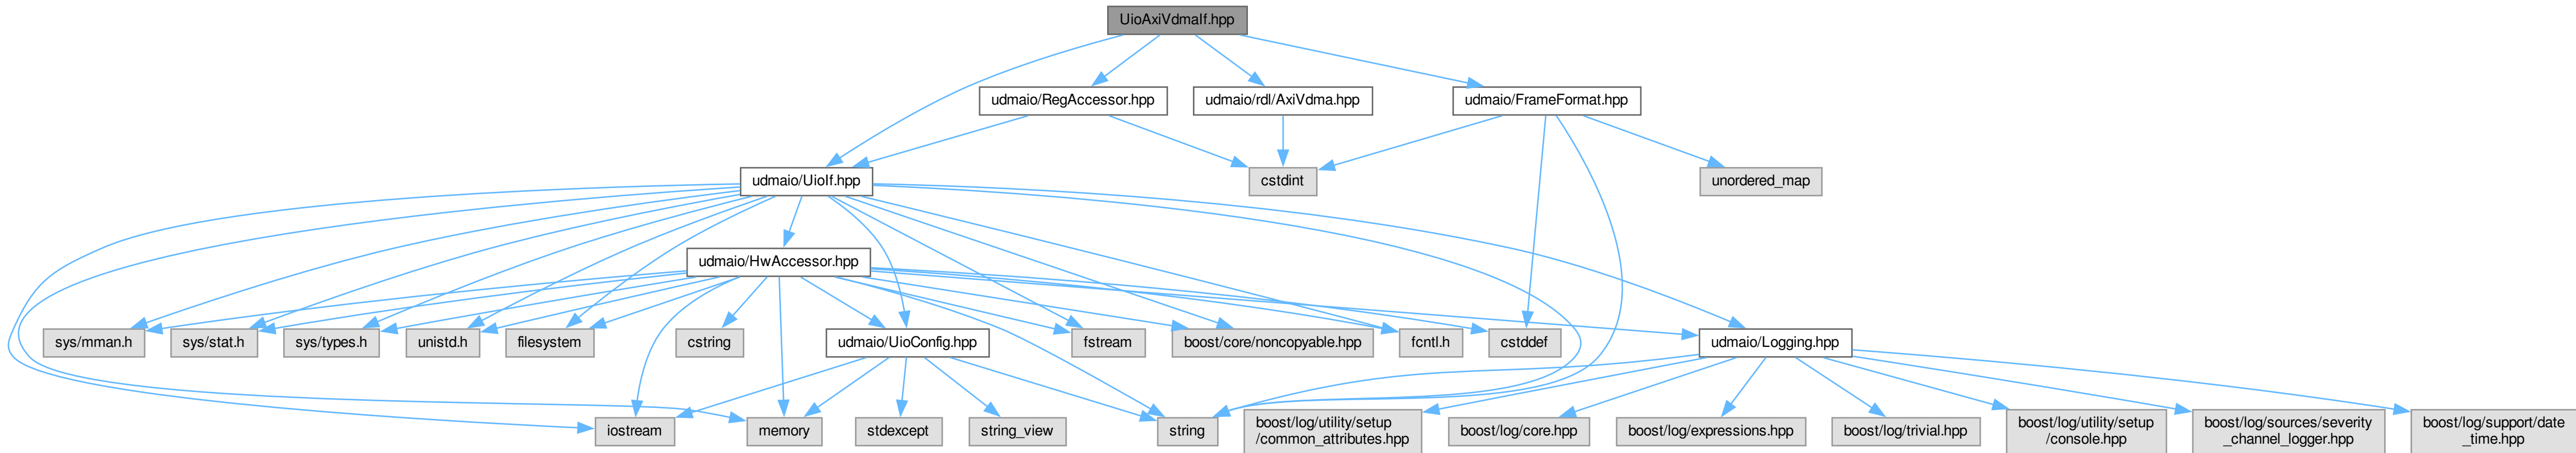 UioAxiVdmaIf.hpp
udmaio/RegAccessor.hpp
udmaio/rdl/AxiVdma.hpp
udmaio/FrameFormat.hpp
udmaio/UioIf.hpp
cstdint
unordered_map
udmaio/HwAccessor.hpp
sys/mman.h
sys/stat.h
sys/types.h
unistd.h
filesystem
cstring
udmaio/UioConfig.hpp
fstream
boost/core/noncopyable.hpp
fcntl.h
cstddef
udmaio/Logging.hpp
iostream
memory
stdexcept
string_view
string
boost/log/utility/setup
/common_attributes.hpp
boost/log/core.hpp
boost/log/expressions.hpp
boost/log/trivial.hpp
boost/log/utility/setup
/console.hpp
boost/log/sources/severity
_channel_logger.hpp
boost/log/support/date
_time.hpp